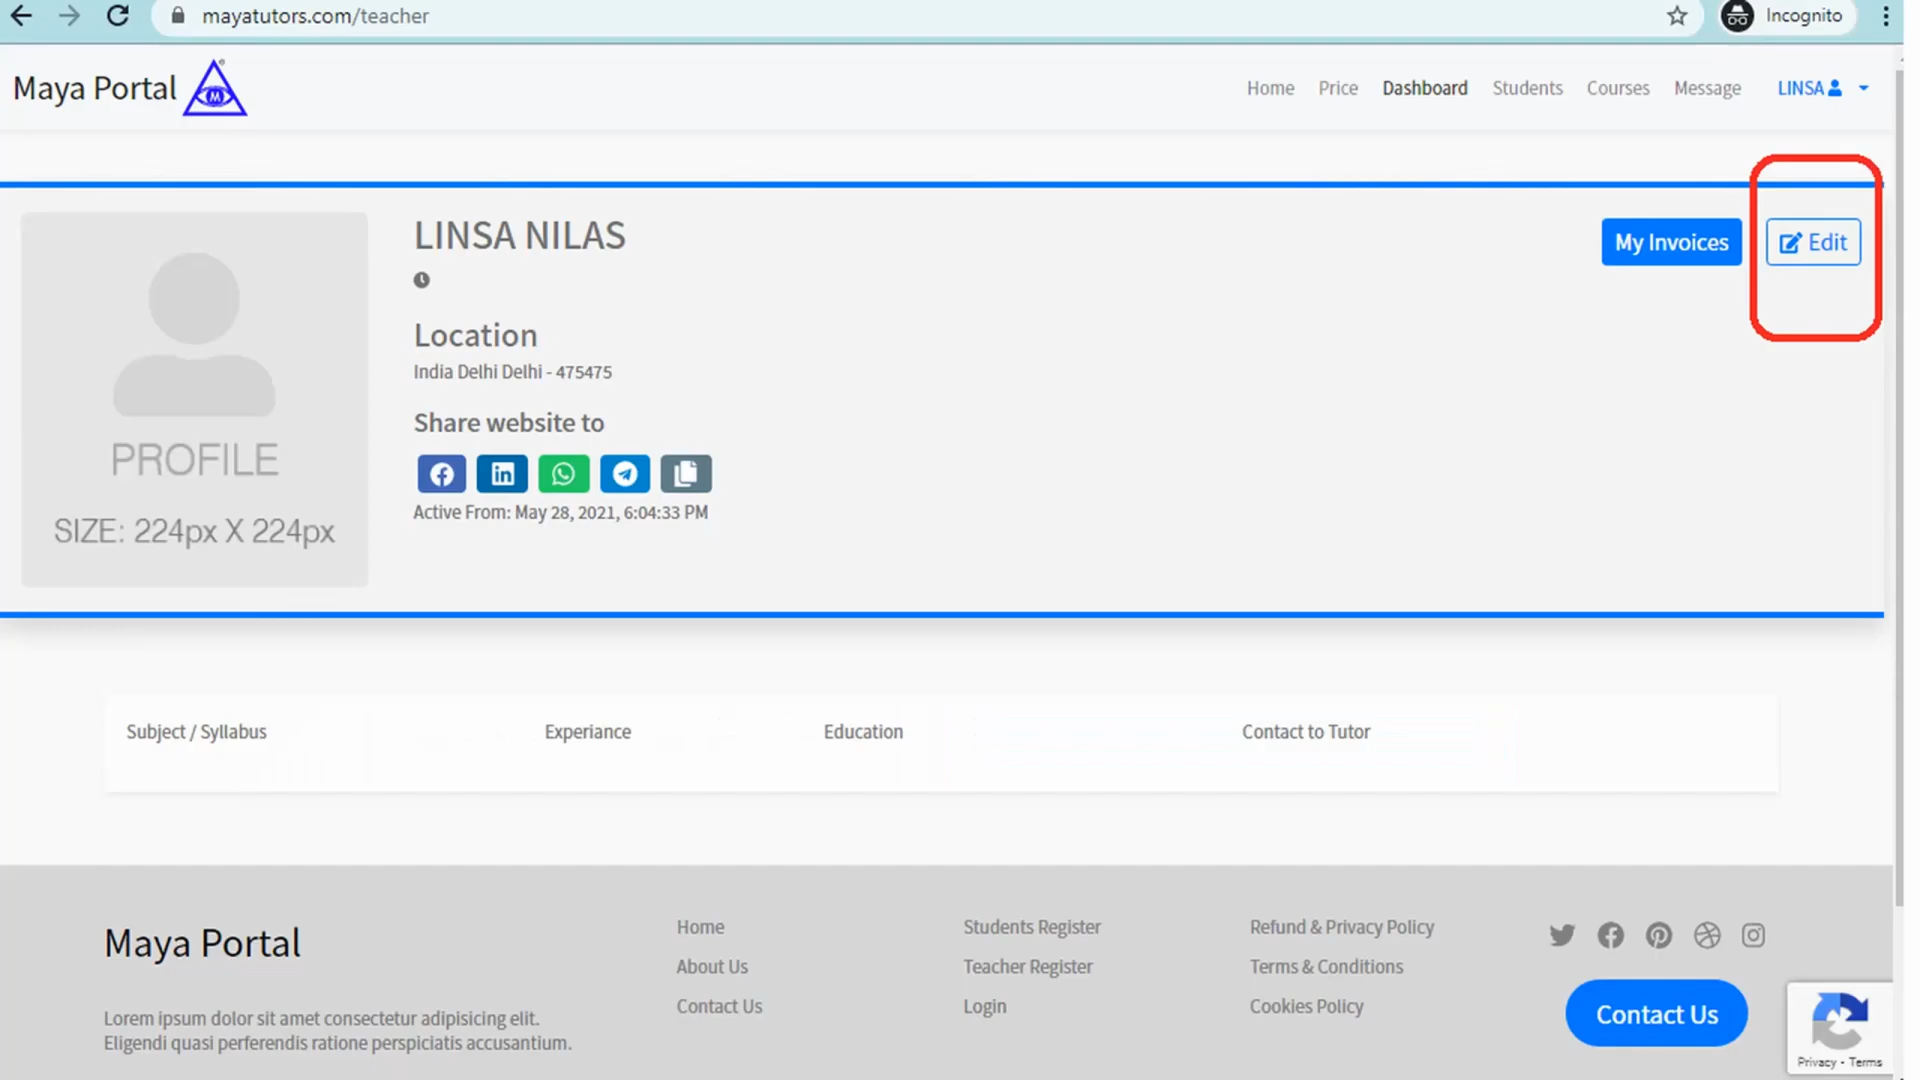 mayatutors.com/teacher
Incognito
Maya Portal
M
Home Price Dashboard Students Courses Message LINSA
LINSA NILAS
My Invoices
Edit
Location
India Delhi Delhi - 475475
Share website to
Active From: May 28, 2021, 6:04:33 PM
PROFILE
SIZE: 224px X 224px
Subject / Syllabus Experience Education Contact to Tutor
Maya Portal
Lorem ipsum dolor sit amet consectetur adipisicing elit.
Eligendi quasi perferendis ratione perspiciatis accusantium.
Home
About Us
Contact Us
Students Register
Teacher Register
Login
Refund & Privacy Policy
Terms & Conditions
Cookies Policy
Contact Us
Privacy - Terms